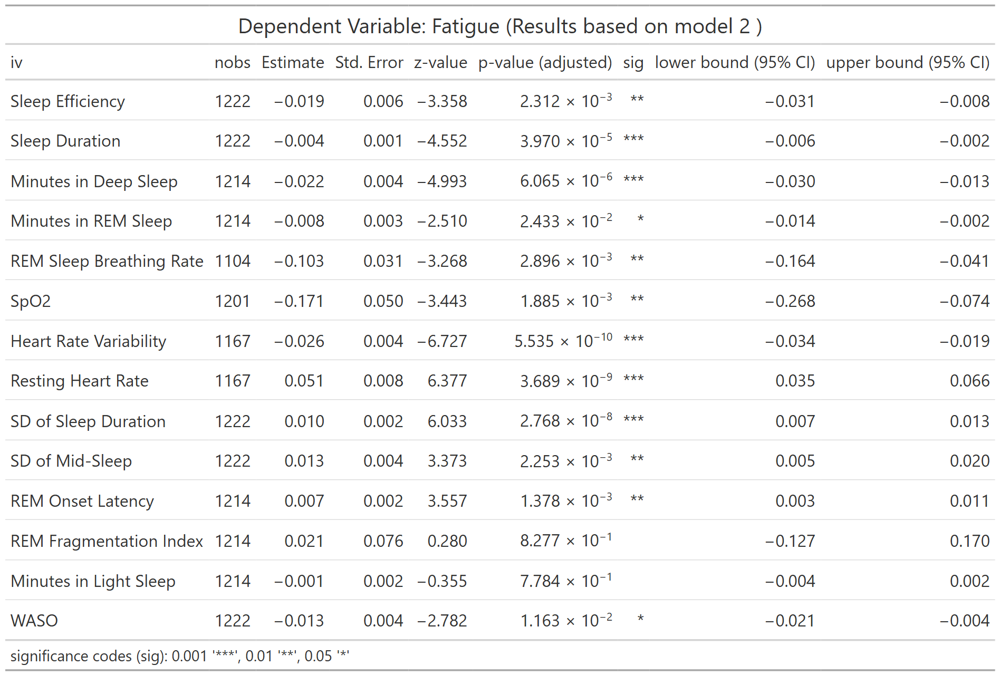 Dependent Variable: Fatigue (Results based on model 2 )
iv nobs Estimate Std. Error z-value p-value (adjusted) sig lower bound (95% CI) upper bound (95% CI)
Sleep Efficiency 1222 −0.019 0.006 −3.358 2.312 × 10⁻³ ** −0.031 −0.008
Sleep Duration 1222 −0.004 0.001 −4.552 3.970 × 10⁻⁵ *** −0.006 −0.002
Minutes in Deep Sleep 1214 −0.022 0.004 −4.993 6.065 × 10⁻⁶ *** −0.030 −0.013
Minutes in REM Sleep 1214 −0.008 0.003 −2.510 2.433 × 10⁻² * −0.014 −0.002
REM Sleep Breathing Rate 1104 −0.103 0.031 −3.268 2.896 × 10⁻³ ** −0.164 −0.041
SpO2 1201 −0.171 0.050 −3.443 1.885 × 10⁻³ ** −0.268 −0.074
Heart Rate Variability 1167 −0.026 0.004 −6.727 5.535 × 10⁻¹⁰ *** −0.034 −0.019
Resting Heart Rate 1167 0.051 0.008 6.377 3.689 × 10⁻⁹ *** 0.035 0.066
SD of Sleep Duration 1222 0.010 0.002 6.033 2.768 × 10⁻⁸ *** 0.007 0.013
SD of Mid-Sleep 1222 0.013 0.004 3.373 2.253 × 10⁻³ ** 0.005 0.020
REM Onset Latency 1214 0.007 0.002 3.557 1.378 × 10⁻³ ** 0.003 0.011
REM Fragmentation Index 1214 0.021 0.076 0.280 8.277 × 10⁻¹ −0.127 0.170
Minutes in Light Sleep 1214 −0.001 0.002 −0.355 7.784 × 10⁻¹ −0.004 0.002
WASO 1222 −0.013 0.004 −2.782 1.163 × 10⁻² * −0.021 −0.004
significance codes (sig): 0.001 '***', 0.01 '**', 0.05 '*'